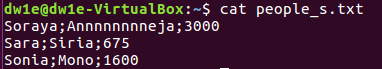 dw1e@dw1e-VirtualBox:~$ cat people_s.txt
Soraya;Annnnnnnneja;3000
Sara;Siria;675
Sonia;Mono;1600